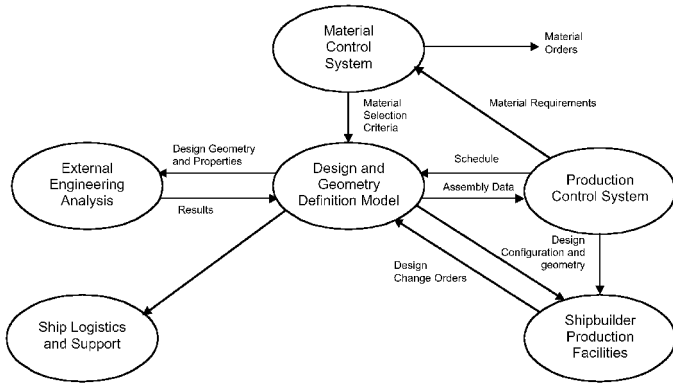 Material
Control
System
Material
Orders
Material Requirements
Material
Selection
Criteria
Design Geometry
and Properties
Schedule
External
Engineering
Analysis
Design and
Geometry
Definition Model
Production
Control System
Assembly Data
Results
Design
Configuration and
geometry
Design
Change Orders
Ship Logistics
and Support
Shipbuilder
Production
Facilities